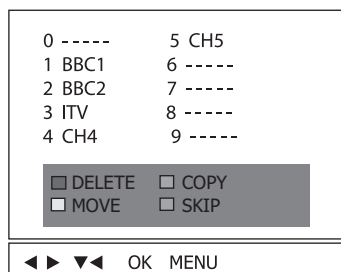 0 ----- 5 CH5
1 BBC1 6 -----
2 BBC2 7 -----
3 ITV 8 -----
4 CH4 9 -----
DELETE COPY
MOVE SKIP
◀ ▶ ▼◀ OK MENU